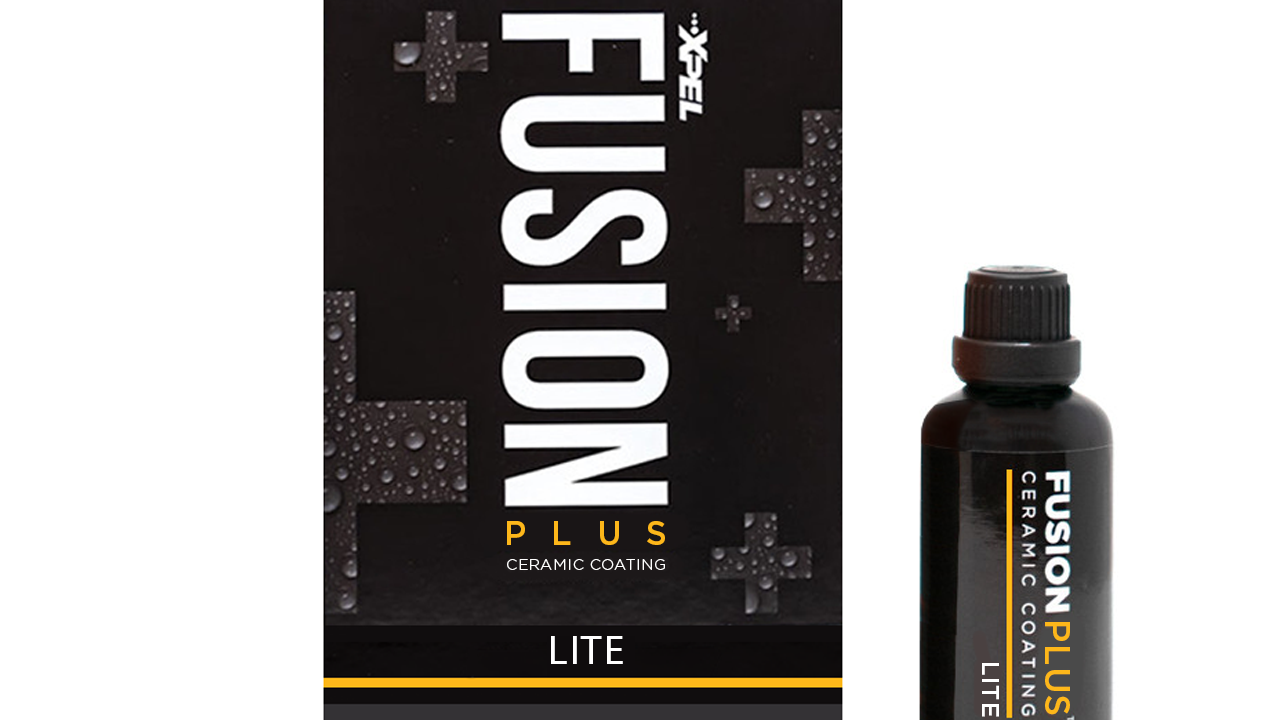 XPEL
FUSION
PLUS
CERAMIC COATING
LITE
FUSION PLUS
CERAMIC COATING
LITE